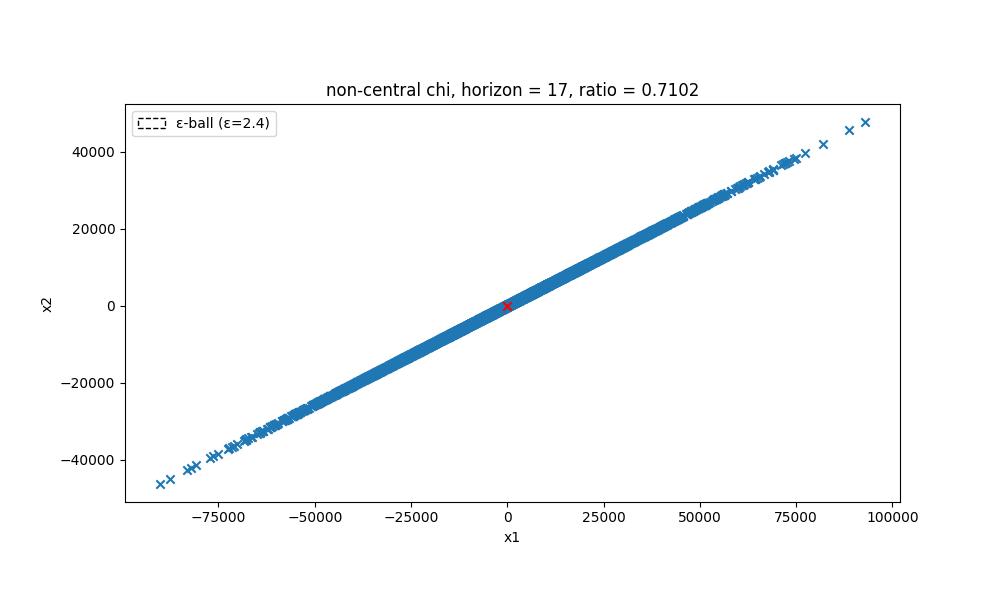 non-central chi, horizon = 17, ratio = 0.7102
ε-ball (ε=2.4)
40000
20000
0
−20000
−40000
x2
−75000 −50000 −25000 0 25000 50000 75000 100000
x1